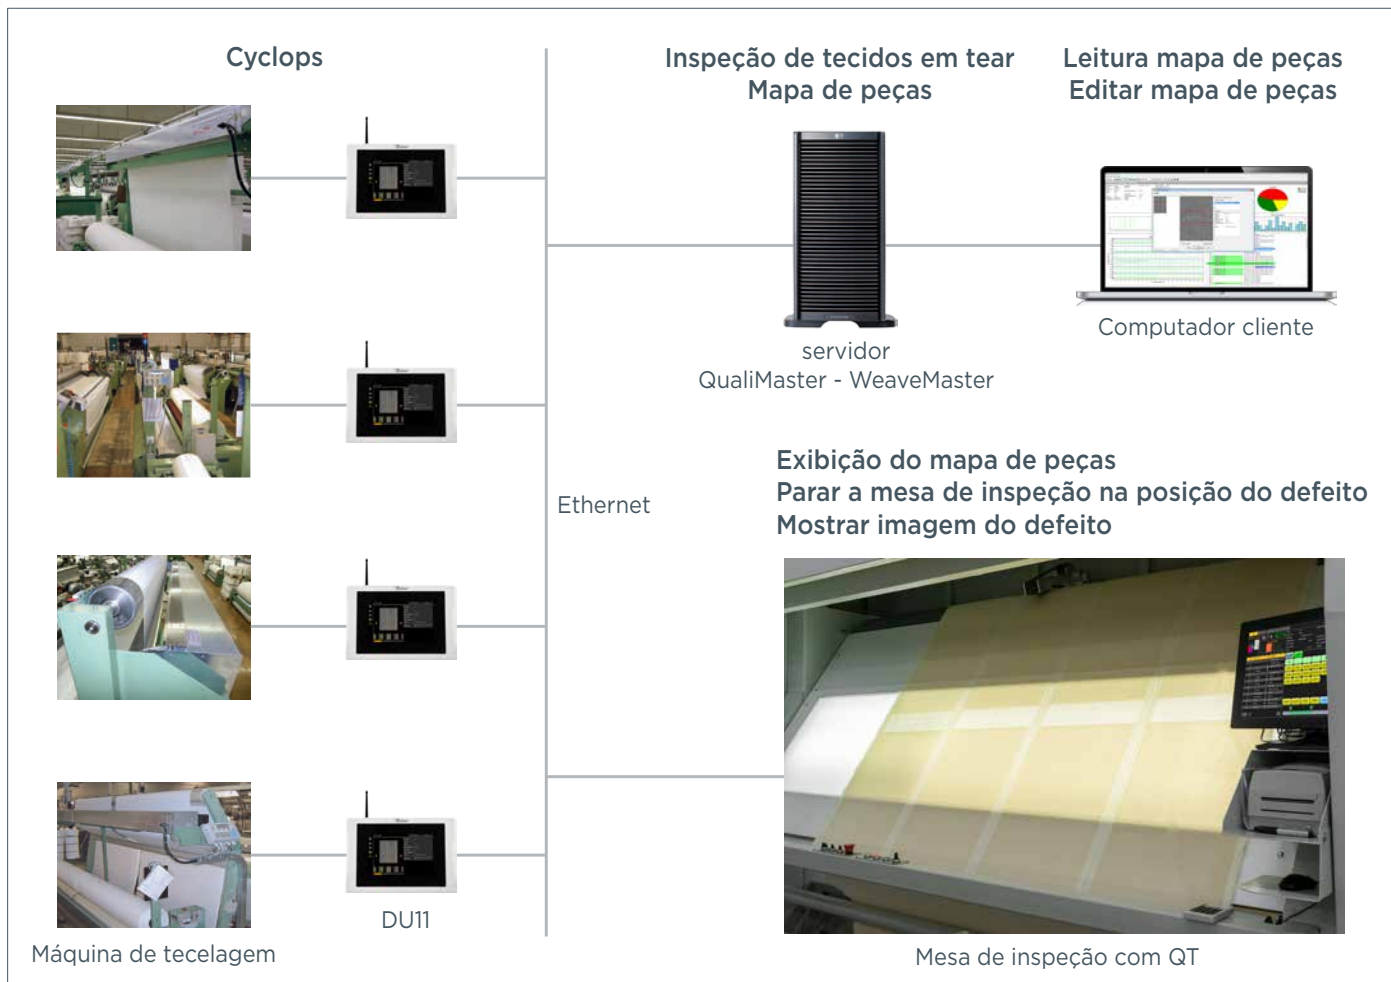 Cyclops
Inspeção de tecidos em tear
Mapa de peças
Leitura mapa de peças
Editar mapa de peças
Computador cliente
servidor
QualiMaster - WeaveMaster
Exibição do mapa de peças
Parar a mesa de inspeção na posição do defeito
Mostrar imagem do defeito
Ethernet
DU11
Máquina de tecelagem
Mesa de inspeção com QT